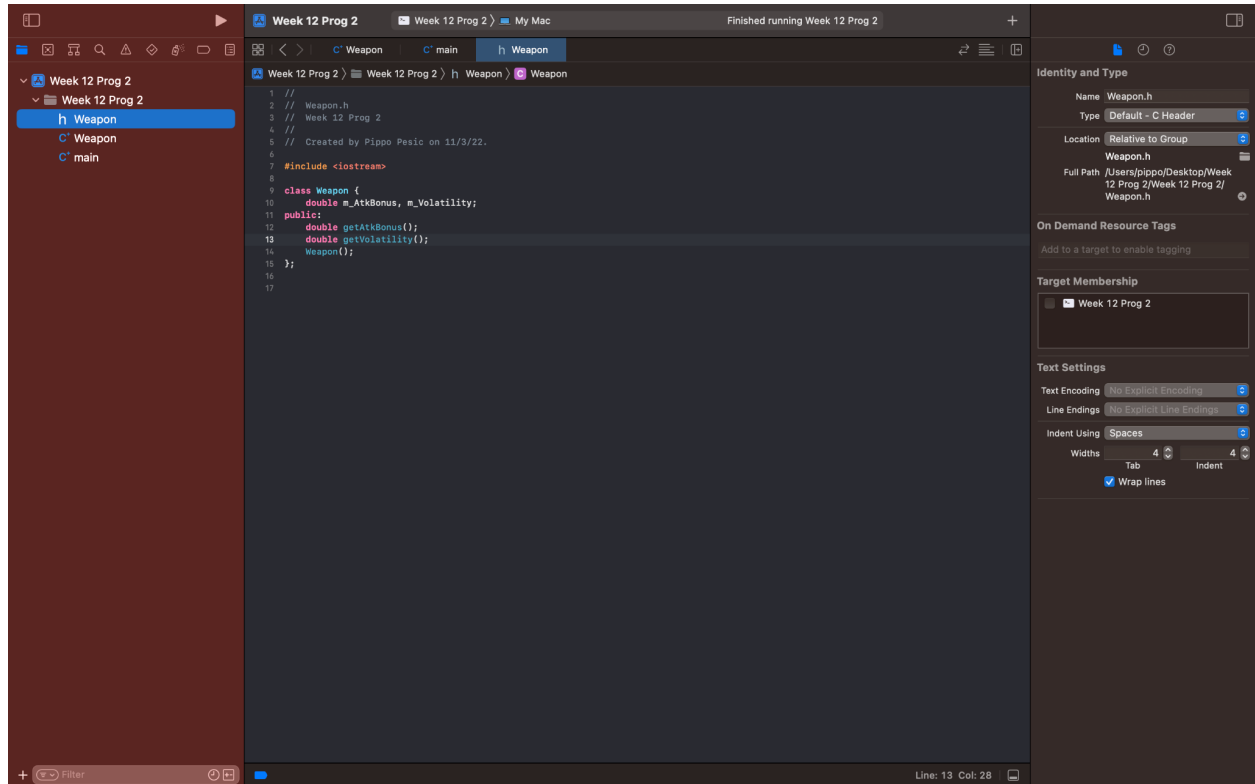 Week 12 Prog 2
Week 12 Prog 2 〉 My Mac
Finished running Week 12 Prog 2
Weapon
main
h Weapon
Week 12 Prog 2 〉 Week 12 Prog 2 〉 h Weapon 〉 C Weapon
Week 12 Prog 2
Week 12 Prog 2
h Weapon
C+ Weapon
C+ main
1 //
2 //  Weapon.h
3 //  Week 12 Prog 2
4 //
5 //  Created by Pippo Pesic on 11/3/22.
6
7 #include <iostream>
8
9 class Weapon {
10     double m_AtkBonus, m_Volatility;
11 public:
12     double getAtkBonus();
13     double getVolatility();
14     Weapon();
15 };
16
17
Identity and Type
Name Weapon.h
Type Default - C Header
Location Relative to Group
Weapon.h
Full Path /Users/pippo/Desktop/Week
12 Prog 2/Week 12 Prog 2/
Weapon.h
On Demand Resource Tags
Add to a target to enable tagging
Target Membership
Week 12 Prog 2
Text Settings
Text Encoding No Explicit Encoding
Line Endings No Explicit Line Endings
Indent Using Spaces
Widths 4 4
Tab Indent
Wrap lines
Filter
Line: 13 Col: 28